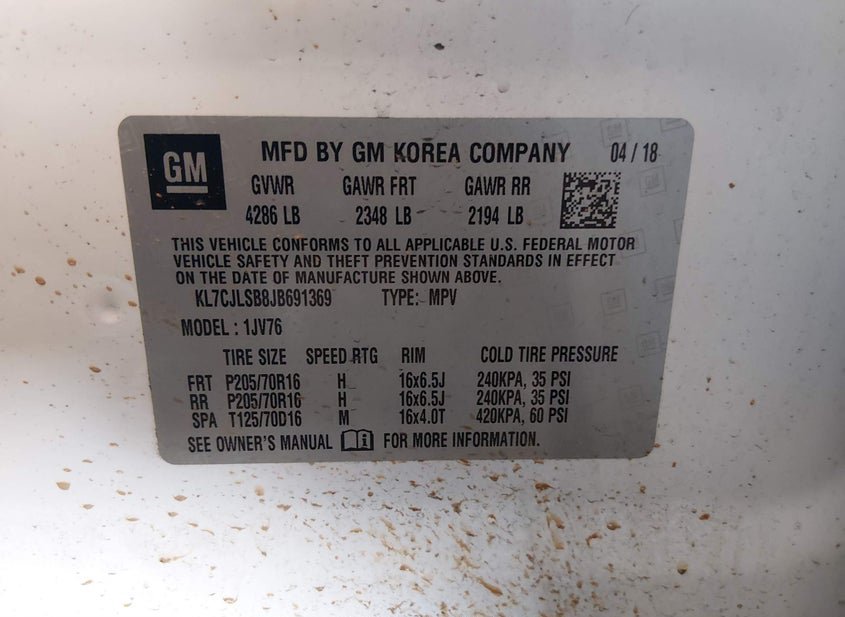 GM MFD BY GM KOREA COMPANY 04 / 18
GVWR GAWR FRT GAWR RR
4286 LB 2348 LB 2194 LB
THIS VEHICLE CONFORMS TO ALL APPLICABLE U.S. FEDERAL MOTOR
VEHICLE SAFETY AND THEFT PREVENTION STANDARDS IN EFFECT
ON THE DATE OF MANUFACTURE SHOWN ABOVE.
KL7CJLSB8JB691369 TYPE: MPV
MODEL : 1JV76
TIRE SIZE SPEED RTG RIM COLD TIRE PRESSURE
FRT P205/70R16 H 16x6.5J 240KPA, 35 PSI
RR P205/70R16 H 16x6.5J 240KPA, 35 PSI
SPA T125/70D16 M 16x4.0T 420KPA, 60 PSI
SEE OWNER'S MANUAL FOR MORE INFORMATION.